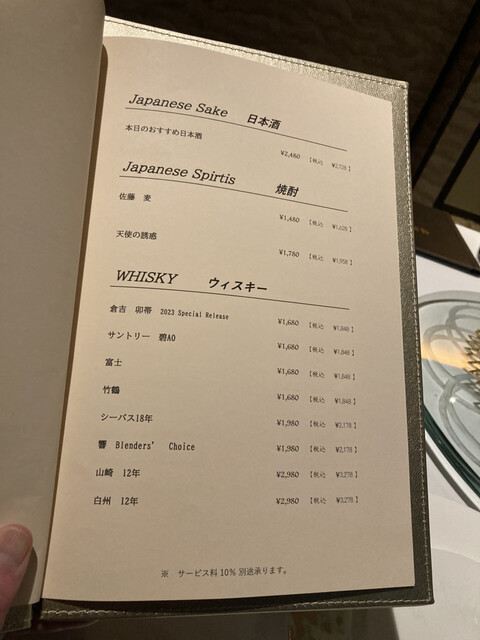 Japanese Sake 日本酒
本日のおすすめ日本酒
¥2,480 【税込 ¥2,728】
Japanese Spirtis 焼酎
佐藤 麦
¥1,480 【税込 ¥1,628】
天使の誘惑
¥1,780 【税込 ¥1,958】
WHISKY ウィスキー
倉吉 卯帯 2023 Special Release
¥1,680 【税込 ¥1,848】
サントリー 碧AO
¥1,680 【税込 ¥1,848】
富士
¥1,680 【税込 ¥1,848】
竹鶴
¥1,680 【税込 ¥1,848】
シーバス18年
¥1,980 【税込 ¥2,178】
響 Blenders' Choice
¥1,980 【税込 ¥2,178】
山崎 12年
¥2,980 【税込 ¥3,278】
白州 12年
¥2,980 【税込 ¥3,278】
※ サービス料10%別途承ります。